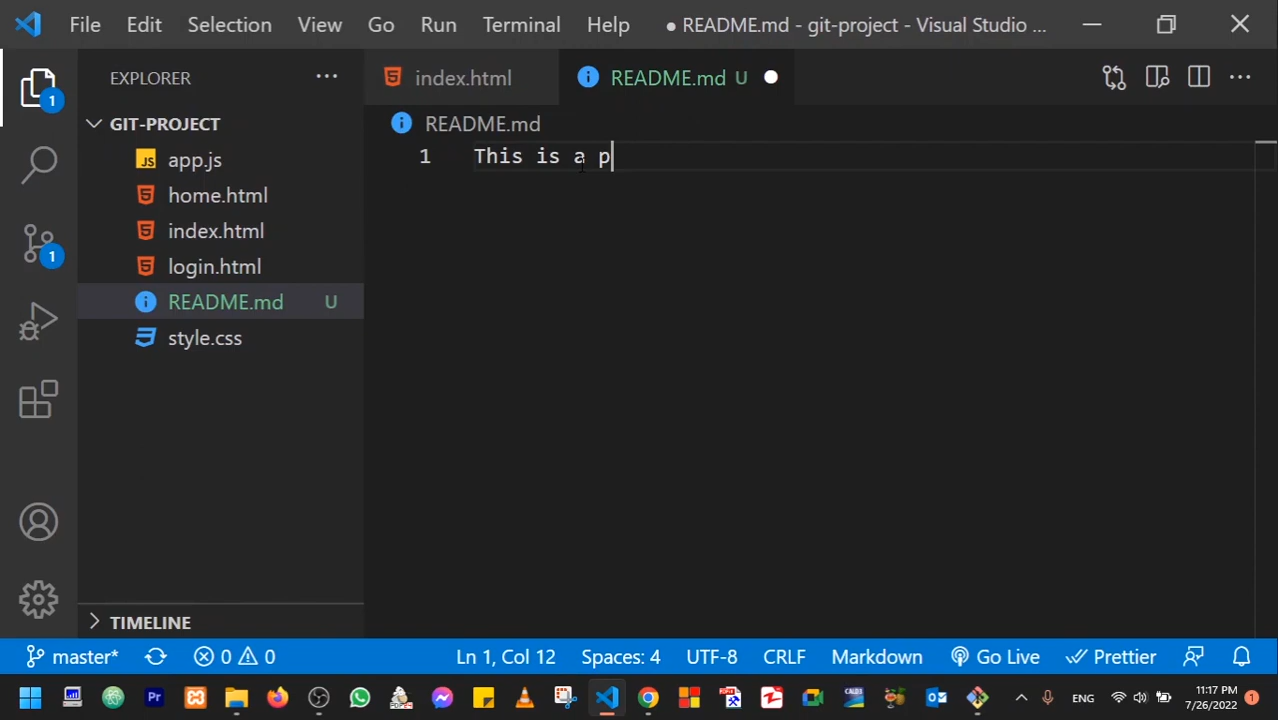 File Edit Selection View Go Run Terminal Help ● README.md - git-project - Visual Studio ...
EXPLORER ...
index.html
README.md U
GIT-PROJECT
README.md
app.js
1 This is a p
home.html
index.html
login.html
README.md U
style.css
1
1
TIMELINE
master* 0 0 Ln 1, Col 12 Spaces: 4 UTF-8 CRLF Markdown Go Live Prettier
ENG 11:17 PM
7/26/2022
1